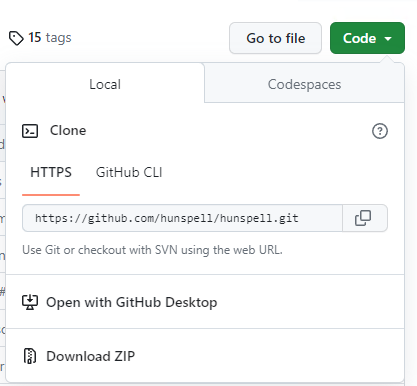 15 tags
Go to file
Code
Local
Codespaces
Clone
HTTPS
GitHub CLI
https://github.com/hunspell/hunspell.git
Use Git or checkout with SVN using the web URL.
Open with GitHub Desktop
Download ZIP